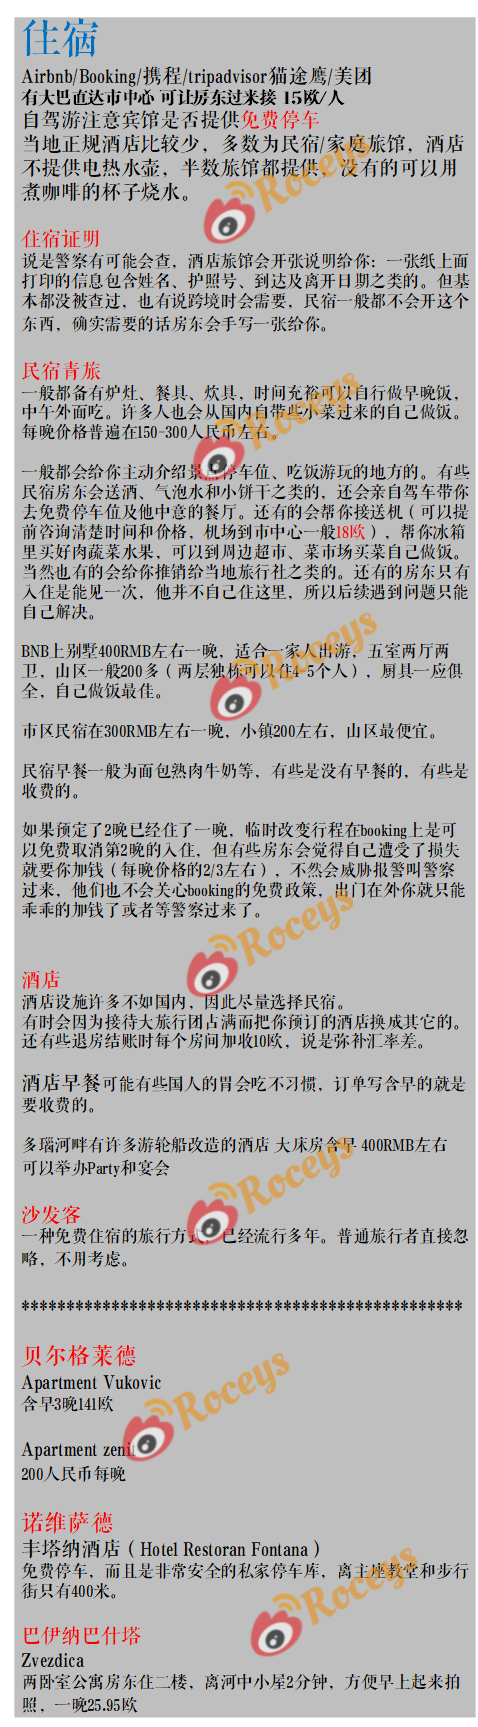 住宿
Airbnb/Booking/携程/tripadvisor猫途鹰/美团
有大巴直达市中心 可让房东过来接 15欧/人
自驾游注意宾馆是否提供免费停车
当地正规酒店比较少，多数为民宿/家庭旅馆，酒店
不提供电热水壶，半数旅馆都提供，没有的可以用
煮咖啡的杯子烧水。
住宿证明
说是警察有可能会查，酒店旅馆会开张说明给你：一张纸上面
打印的信息包含姓名、护照号、到达及离开日期之类的。但基
本都没被查过，也有说跨境时会需要，民宿一般都不会开这个
东西，确实需要的话房东会手写一张给你。
民宿青旅
一般都备有炉灶、餐具、炊具，时间充裕可以自行做早晚饭，
中午外面吃。许多人也会从国内自带些小菜过来的自己做饭。
每晚价格普遍在150-300人民币左右。
一般都会给你主动介绍景点停车位、吃饭游玩的地方的。有些
民宿房东会送酒、气泡水和小饼干之类的，还会亲自驾车带你
去免费停车位及他中意的餐厅。还有的会帮你接送机（可以提
前咨询清楚时间和价格，机场到市中心一般18欧），帮你冰箱
里买好肉蔬菜水果，可以到周边超市、菜市场买菜自己做饭。
当然也有的会给你推销给当地旅行社之类的。还有的房东只有
入住是能见一次，他并不自己住这里，所以后续遇到问题只能
自己解决。
BNB上别墅400RMB左右一晚，适合一家人出游，五室两厅两
卫，山区一般200多（两层独栋可以住4-5个人），厨具一应俱
全，自己做饭最佳。
市区民宿在300RMB左右一晚，小镇200左右，山区最便宜。
民宿早餐一般为面包熟肉牛奶等，有些是没有早餐的，有些是
收费的。
如果预定了2晚已经住了一晚，临时改变行程在booking上是可
以免费取消第2晚的入住，但有些房东会觉得自己遭受了损失
就要你加钱（每晚价格的2/3左右），不然会威胁报警叫警察
过来，他们也不会关心booking的免费政策，出门在外你就只能
乖乖的加钱了或者等警察过来了。
酒店
酒店设施许多不如国内，因此尽量选择民宿。
有时会因为接待大旅行团占满而把你预订的酒店换成其它的。
还有些退房结账时每个房间加收10欧，说是弥补汇率差。
酒店早餐可能有些国人的胃会吃不习惯，订单写含早的就是
要收费的。
多瑙河畔有许多游轮船改造的酒店 大床房含早 400RMB左右
可以举办Party和宴会
沙发客
一种免费住宿的旅行方式，已经流行多年。普通旅行者直接忽
略，不用考虑。
*************************************************
贝尔格莱德
Apartment Vukovic
含早3晚141欧
Apartment zenit
200人民币每晚
诺维萨德
丰塔纳酒店（Hotel Restoran Fontana）
免费停车，而且是非常安全的私家停车库，离主座教堂和步行
街只有400米。
巴伊纳巴什塔
Zvezdica
两卧室公寓房东住二楼，离河中小屋2分钟，方便早上起来拍
照，一晚25.95欧
Roceys
Roceys
Roceys
Roceys
Roceys
Roceys
Roceys